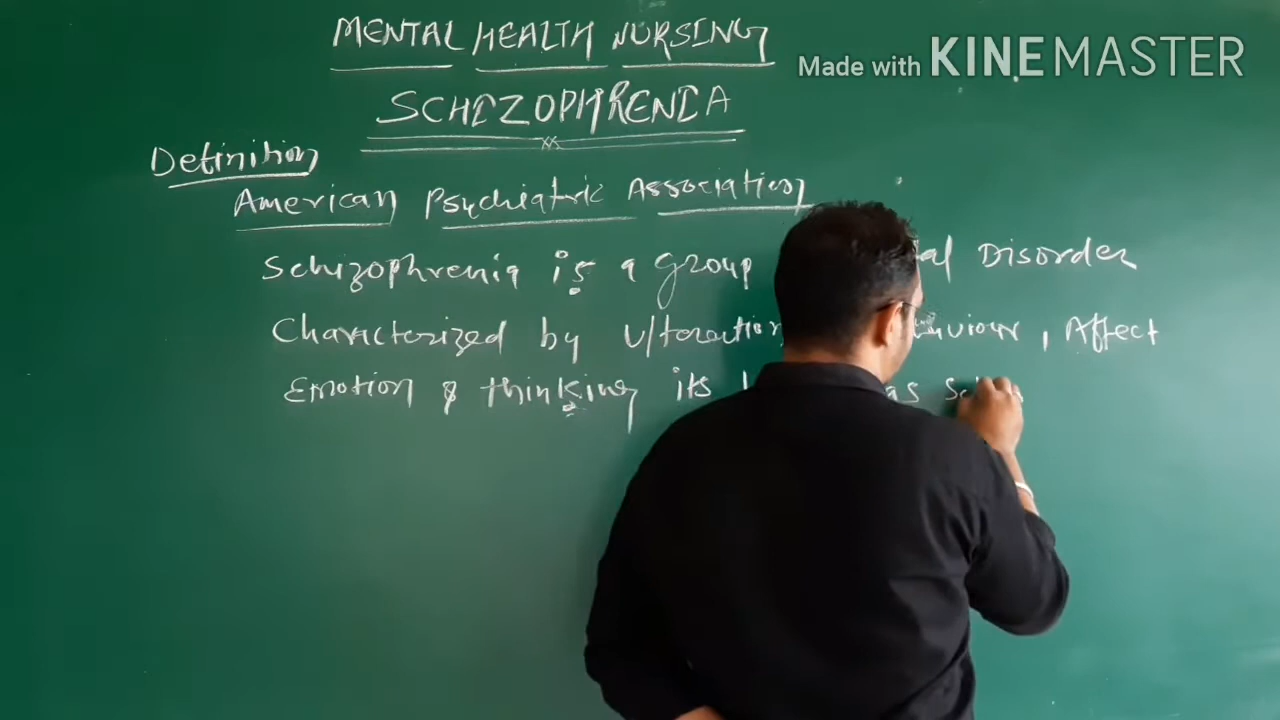 MENTAL HEALTH NURSING
Made with KINEMASTER
SCHIZOPHRENIA
Definition
American Psychiatric Association
Schizophrenia is a group Disorder
Characterized by , Affect
Emotion & thinking its as